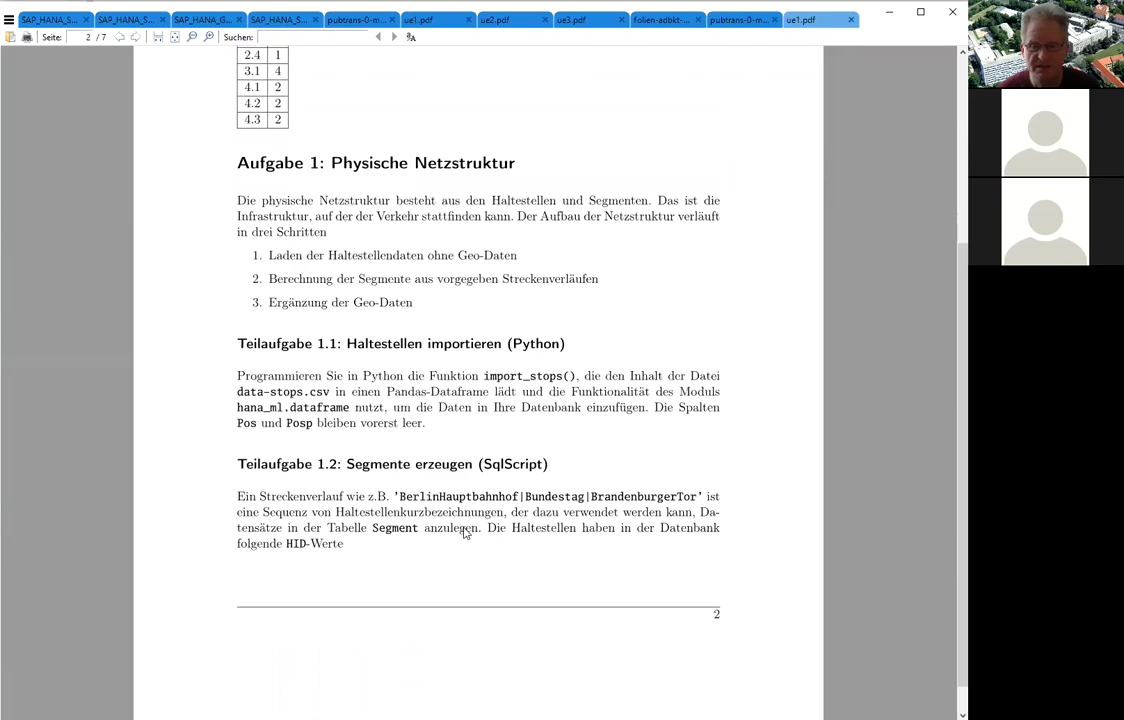 SAP_HANA_S... SAP_HANA_S... SAP_HANA_G... SAP_HANA_S... pubtrans-0-m... ue1.pdf ue2.pdf ue3.pdf folien-adbkt-... pubtrans-0-m... ue1.pdf
Seite: 2 / 7 Suchen:
2.4 1
3.1 4
4.1 2
4.2 2
4.3 2
Aufgabe 1: Physische Netzstruktur
Die physische Netzstruktur besteht aus den Haltestellen und Segmenten. Das ist die
Infrastruktur, auf der der Verkehr stattfinden kann. Der Aufbau der Netzstruktur verläuft
in drei Schritten
1. Laden der Haltestellendaten ohne Geo-Daten
2. Berechnung der Segmente aus vorgegeben Streckenverläufen
3. Ergänzung der Geo-Daten
Teilaufgabe 1.1: Haltestellen importieren (Python)
Programmieren Sie in Python die Funktion import_stops(), die den Inhalt der Datei
data-stops.csv in einen Pandas-Dataframe lädt und die Funktionalität des Moduls
hana_ml.dataframe nutzt, um die Daten in Ihre Datenbank einzufügen. Die Spalten
Pos und Posp bleiben vorerst leer.
Teilaufgabe 1.2: Segmente erzeugen (SqlScript)
Ein Streckenverlauf wie z.B. 'BerlinHauptbahnhof|Bundestag|BrandenburgerTor' ist
eine Sequenz von Haltestellenkurzbezeichnungen, der dazu verwendet werden kann, Da-
tensätze in der Tabelle Segment anzulegen. Die Haltestellen haben in der Datenbank
folgende HID-Werte
2